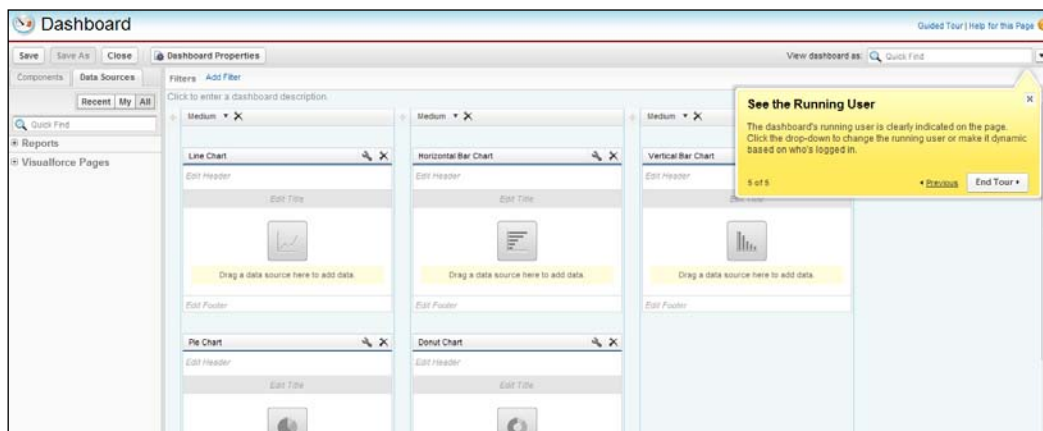 Dashboard
Guided Tour | Help for this Page
Save Save As Close Dashboard Properties View dashboard as: Quick Find
Components Data Sources
Filters Add Filter
Recent My All
Click to enter a dashboard description.
Quick Find
Reports
Visualforce Pages
Medium Medium Medium
See the Running User
The dashboard's running user is clearly indicated on the page.
Click the drop-down to change the running user or make it dynamic
based on who's logged in.
5 of 5 Previous End Tour
Line Chart Horizontal Bar Chart Vertical Bar Chart
Edit Header Edit Header Edit Header
Edit Title Edit Title
Drag a data source here to add data. Drag a data source here to add data. Drag a data source here to add data.
Edit Footer Edit Footer Edit Footer
Pie Chart Donut Chart
Edit Header Edit Header
Edit Title Edit Title